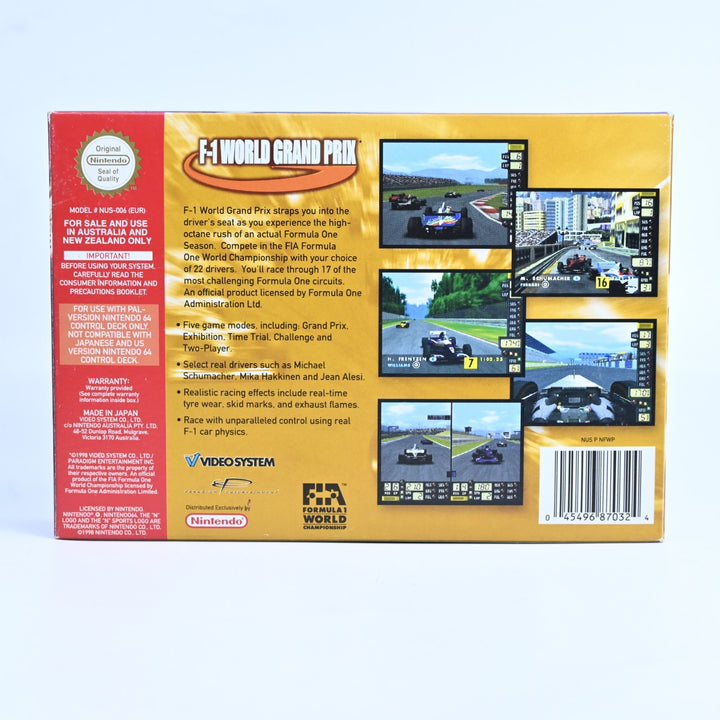 Original
Nintendo
Seal of
Quality
MODEL # NUS-006 (EUR)
FOR SALE AND USE
IN AUSTRALIA AND
NEW ZEALAND ONLY
IMPORTANT!
BEFORE USING YOUR SYSTEM,
CAREFULLY READ THE
CONSUMER INFORMATION AND
PRECAUTIONS BOOKLET.
FOR USE WITH PAL-
VERSION NINTENDO 64
CONTROL DECK ONLY
NOT COMPATIBLE WITH
JAPANESE AND US
VERSION NINTENDO 64
CONTROL DECK.
WARRANTY:
Warranty provided
(See complete warranty
information inside box.)
MADE IN JAPAN
VIDEO SYSTEM CO., LTD.
c/o NINTENDO AUSTRALIA PTY. LTD.
48-52 Dunlop Road, Mulgrave,
Victoria 3170 Australia.
©1998 VIDEO SYSTEM CO., LTD./
PARADIGM ENTERTAINMENT INC.
All trademarks are the property of
their respective owners. An official
product of the FIA Formula One
World Championship licensed by
Formula One Administration Limited.
LICENSED BY NINTENDO.
NINTENDO®, NINTENDO64, THE "N"
LOGO AND THE "N" SPORTS LOGO ARE
TRADEMARKS OF NINTENDO CO., LTD.
©1998 NINTENDO CO., LTD.
F-1 WORLD GRAND PRIX
F-1 World Grand Prix straps you into the
driver's seat as you experience the high-
octane rush of an actual Formula One
Season. Compete in the FIA Formula
One World Championship with your choice
of 22 drivers. You'll race through 17 of the
most challenging Formula One circuits.
An official product licensed by Formula One
Administration Ltd.
• Five game modes, including: Grand Prix,
Exhibition, Time Trial, Challenge and
Two-Player.
• Select real drivers such as Michael
Schumacher, Mika Hakkinen and Jean Alesi.
• Realistic racing effects include real-time
tyre wear, skid marks, and exhaust flames.
• Race with unparalleled control using real
F-1 car physics.
VIDEO SYSTEM
PARADIGM ENTERTAINMENT
Distributed Exclusively by
Nintendo
FIA™
FORMULA 1
WORLD
CHAMPIONSHIP
M. SCHUMACHER
FERRARI
16
H. FRENTZEN
WILLIAMS
7
1:00.25
NUS P NFWP
0 45496 87032 4